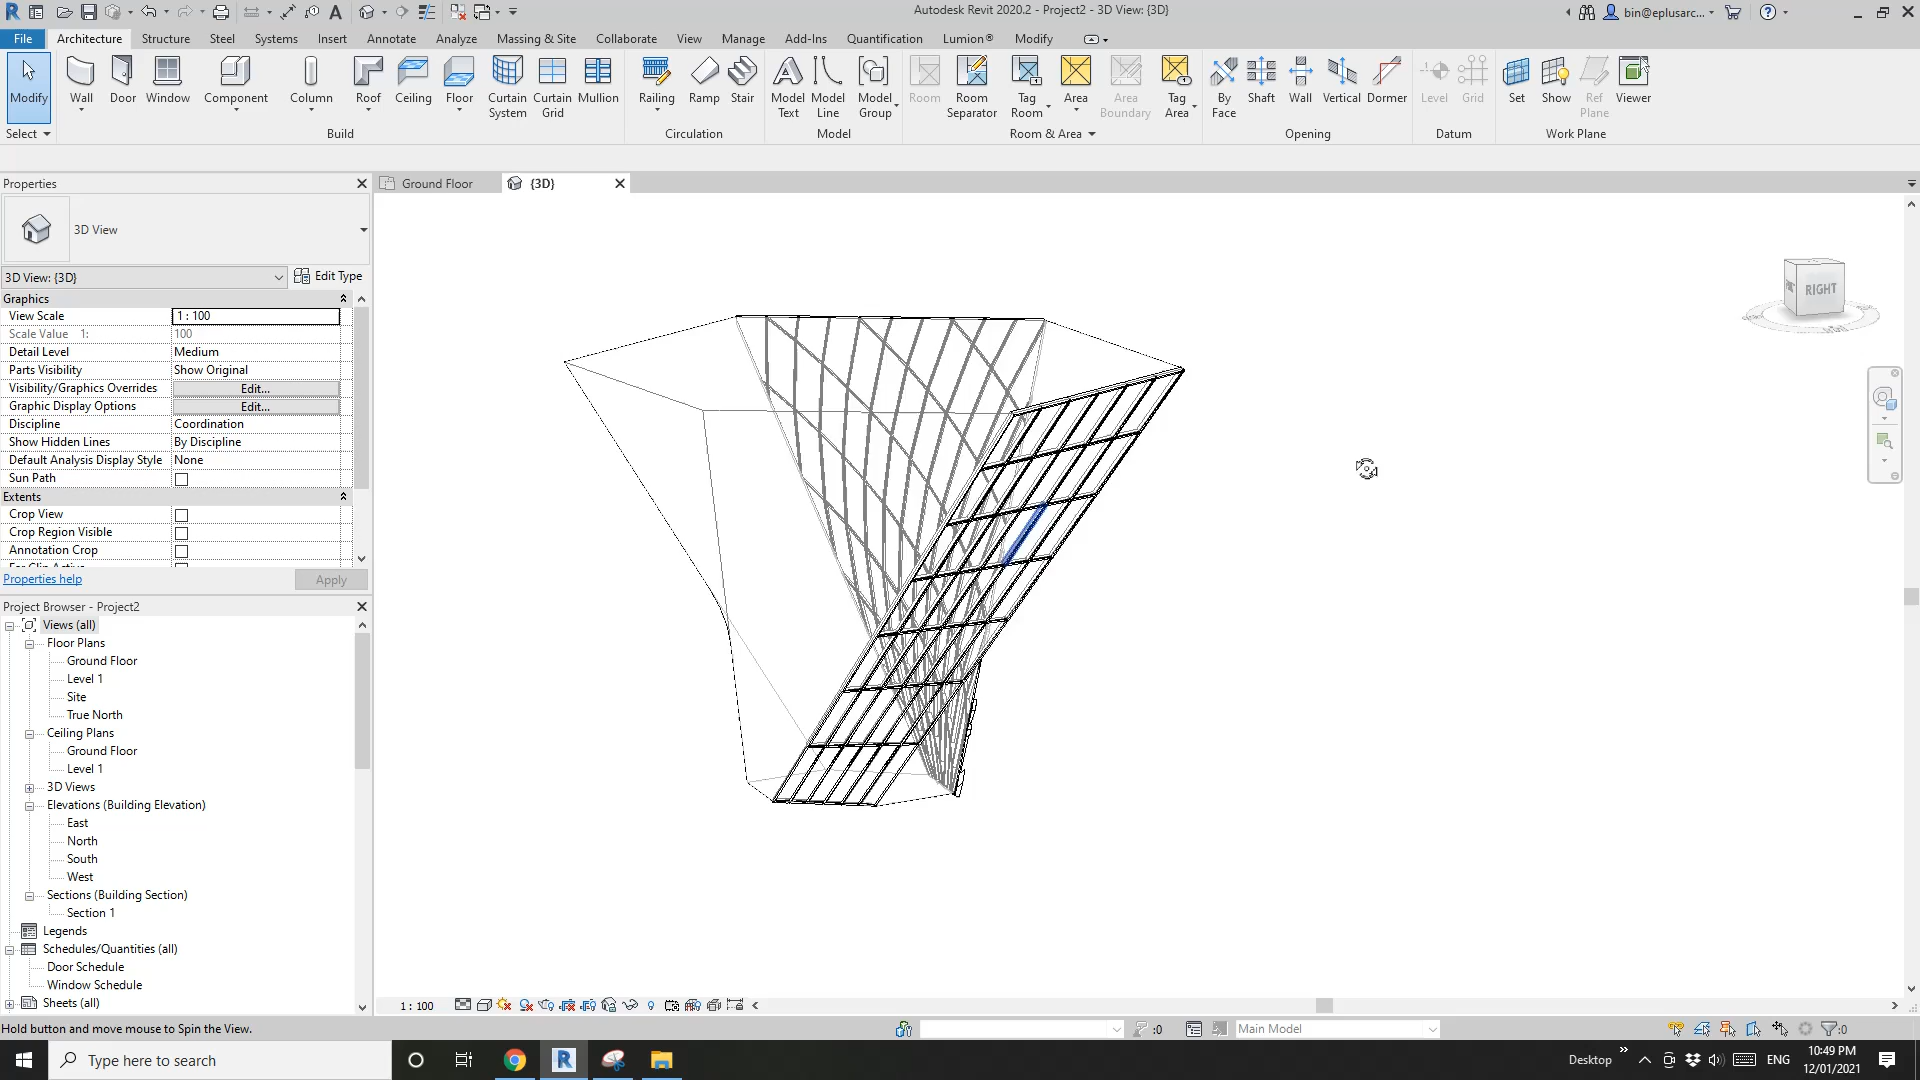 Autodesk Revit 2020.2 - Project2 - 3D View: {3D}
bin@eplusarc...
File Architecture Structure Steel Systems Insert Annotate Analyze Massing & Site Collaborate View Manage Add-Ins Quantification Lumion® Modify
Modify Wall Door Window Component Column Roof Ceiling Floor Curtain System Curtain Grid Mullion Railing Ramp Stair Model Text Model Line Model Group Room Room Separator Tag Room Area Area Boundary Tag Area By Face Shaft Wall Vertical Dormer Level Grid Set Show Ref Plane Viewer
Select Build Circulation Model Room & Area Opening Datum Work Plane
Properties
Ground Floor {3D}
3D View
3D View: {3D} Edit Type
Graphics
View Scale 1 : 100
Scale Value 1: 100
Detail Level Medium
Parts Visibility Show Original
Visibility/Graphics Overrides Edit...
Graphic Display Options Edit...
Discipline Coordination
Show Hidden Lines By Discipline
Default Analysis Display Style None
Sun Path
Extents
Crop View
Crop Region Visible
Annotation Crop
Properties help Apply
Project Browser - Project2
Views (all)
Floor Plans
Ground Floor
Level 1
Site
True North
Ceiling Plans
Ground Floor
Level 1
3D Views
Elevations (Building Elevation)
East
North
South
West
Sections (Building Section)
Section 1
Legends
Schedules/Quantities (all)
Door Schedule
Window Schedule
Sheets (all)
RIGHT
1 : 100
Hold button and move mouse to Spin the View.
:0
Main Model
:0
Type here to search
Desktop
ENG
10:49 PM
12/01/2021